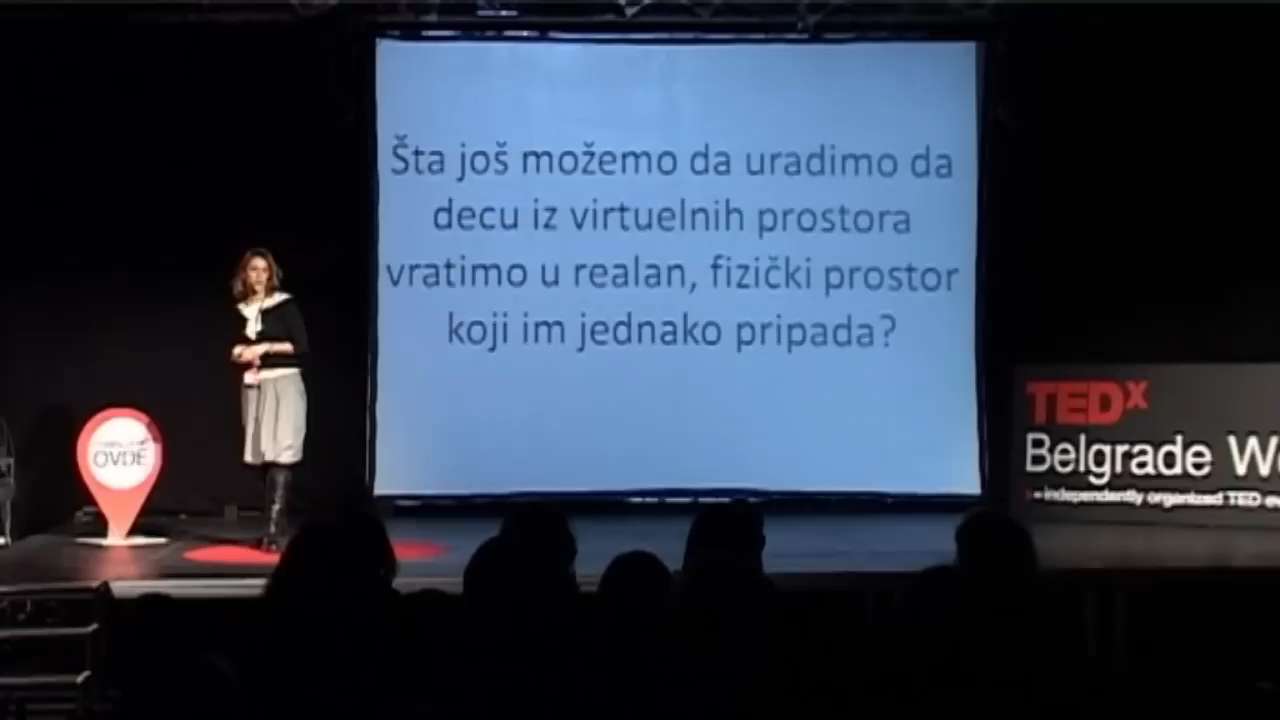 Šta još možemo da uradimo da
decu iz virtuelnih prostora
vratimo u realan, fizički prostor
koji im jednako pripada?
OVDE
TEDx
Belgrade
independently organized TED